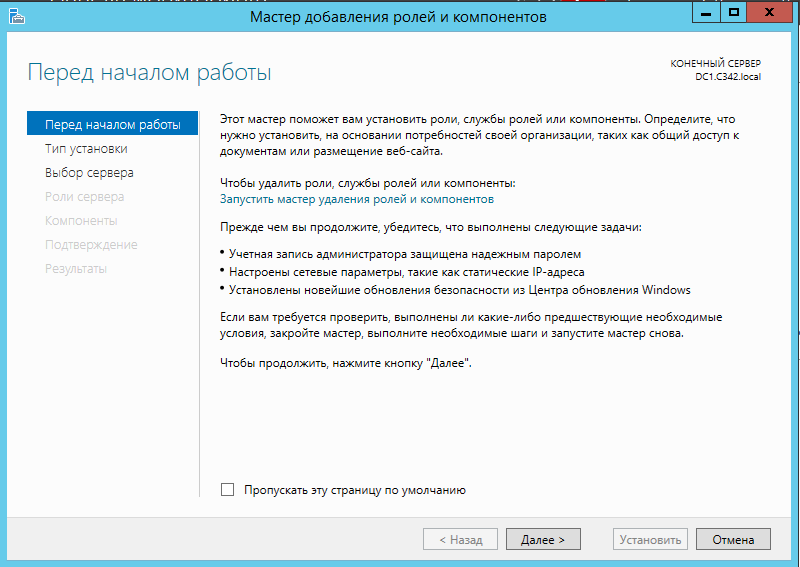 Мастер добавления ролей и компонентов
Перед началом работы
КОНЕЧНЫЙ СЕРВЕР
DC1.C342.local
Перед началом работы
Тип установки
Выбор сервера
Роли сервера
Компоненты
Подтверждение
Результаты
Этот мастер поможет вам установить роли, службы ролей или компоненты. Определите, что
нужно установить, на основании потребностей своей организации, таких как общий доступ к
документам или размещение веб-сайта.
Чтобы удалить роли, службы ролей или компоненты:
Запустить мастер удаления ролей и компонентов
Прежде чем вы продолжите, убедитесь, что выполнены следующие задачи:
• Учетная запись администратора защищена надежным паролем
• Настроены сетевые параметры, такие как статические IP-адреса
• Установлены новейшие обновления безопасности из Центра обновления Windows
Если вам требуется проверить, выполнены ли какие-либо предшествующие необходимые
условия, закройте мастер, выполните необходимые шаги и запустите мастер снова.
Чтобы продолжить, нажмите кнопку "Далее".
Пропускать эту страницу по умолчанию
< Назад
Далее >
Установить
Отмена